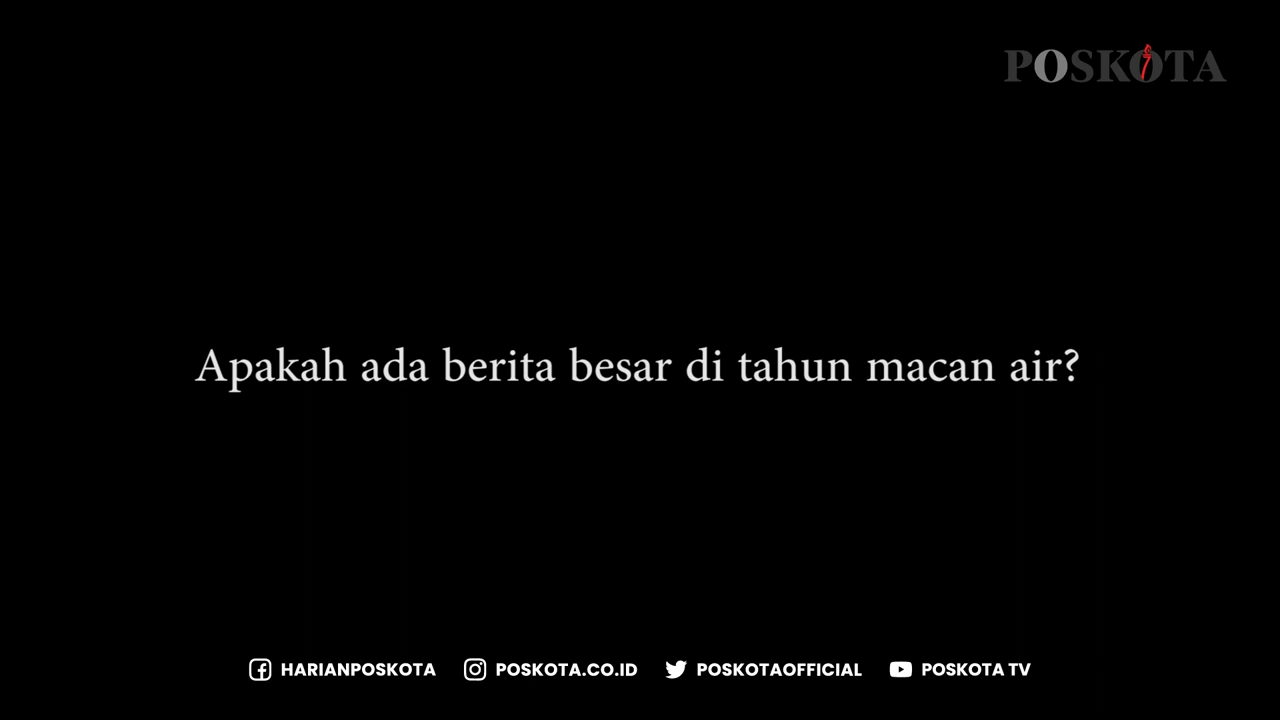 POSKOTA
Apakah ada berita besar di tahun macan air?
HARIANPOSKOTA POSKOTA.CO.ID POSKOTAOFFICIAL POSKOTA TV